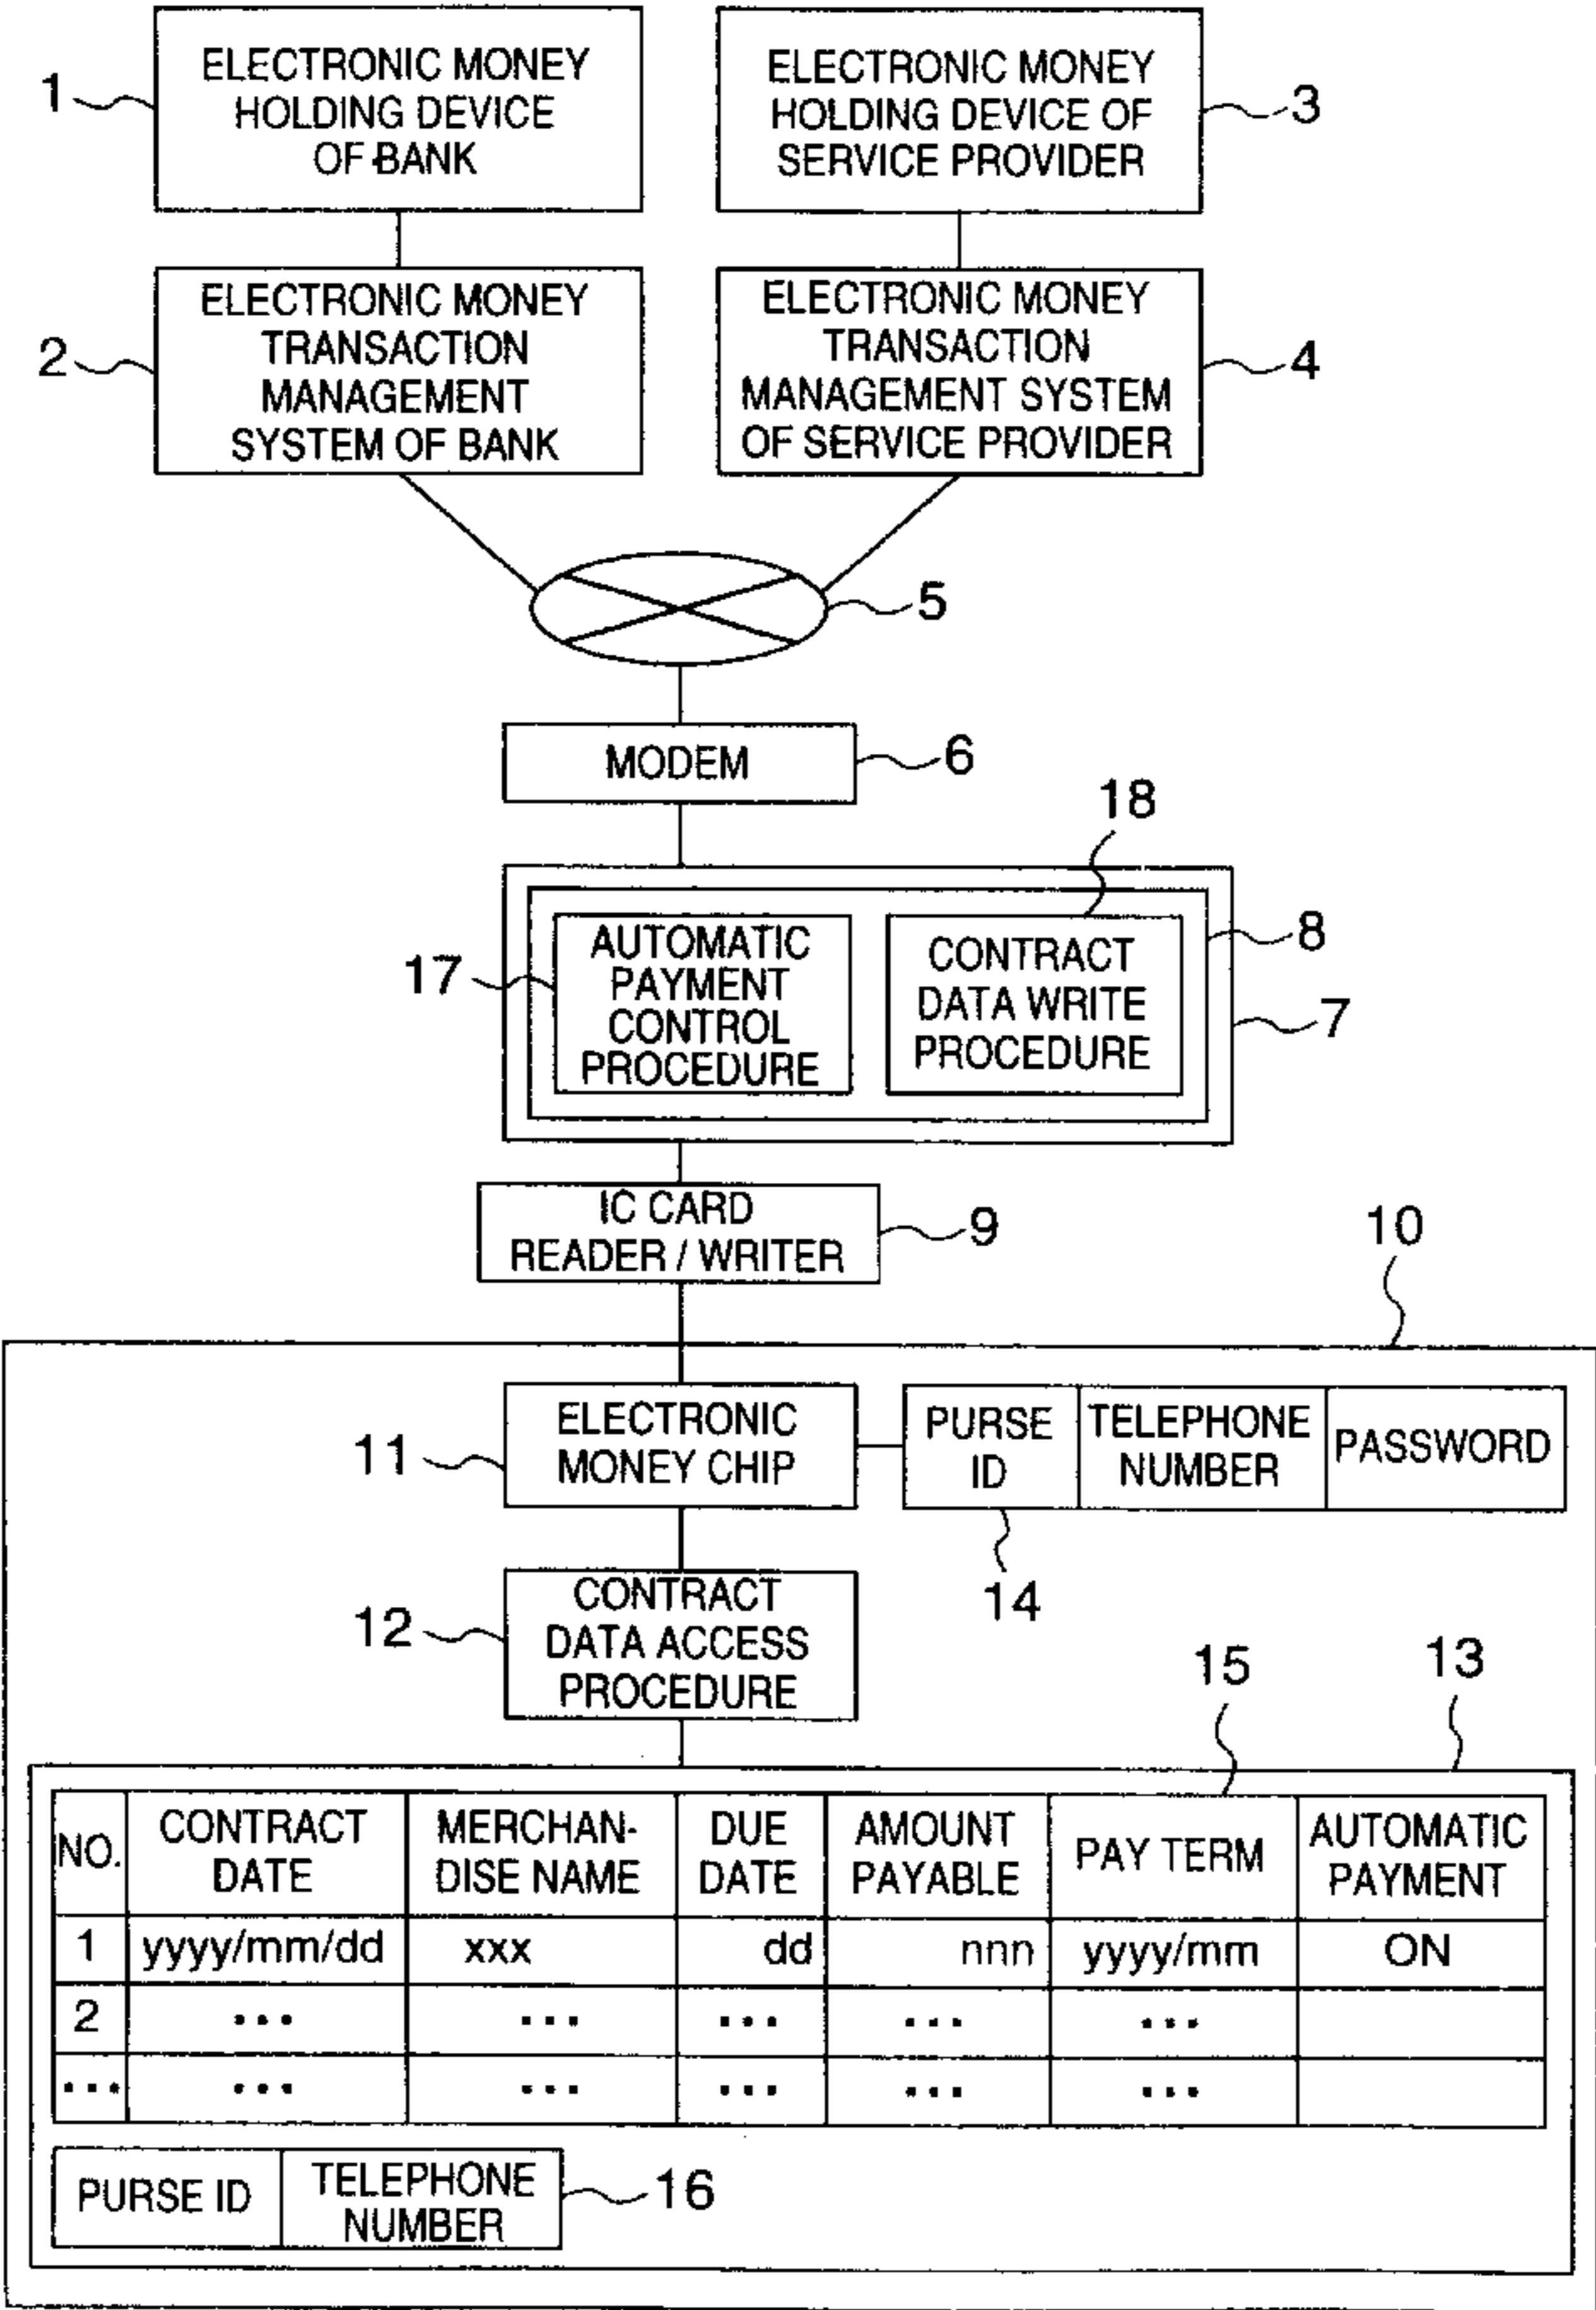 1
ELECTRONIC MONEY
HOLDING DEVICE
OF BANK
ELECTRONIC MONEY
HOLDING DEVICE OF
SERVICE PROVIDER
3
2
ELECTRONIC MONEY
TRANSACTION
MANAGEMENT
SYSTEM OF BANK
ELECTRONIC MONEY
TRANSACTION
MANAGEMENT SYSTEM
OF SERVICE PROVIDER
4
5
MODEM
6
18
17
AUTOMATIC
PAYMENT
CONTROL
PROCEDURE
CONTRACT
DATA WRITE
PROCEDURE
8
7
IC CARD
READER / WRITER
9
10
11
ELECTRONIC
MONEY CHIP
PURSE
ID
TELEPHONE
NUMBER
PASSWORD
14
12
CONTRACT
DATA ACCESS
PROCEDURE
15
13
NO.
CONTRACT
DATE
MERCHAN-
DISE NAME
DUE
DATE
AMOUNT
PAYABLE
PAY TERM
AUTOMATIC
PAYMENT
1 yyyy/mm/dd xxx dd nnn yyyy/mm ON
2 ... ... ... ... ...
... ... ... ... ... ...
PURSE ID
TELEPHONE
NUMBER
16